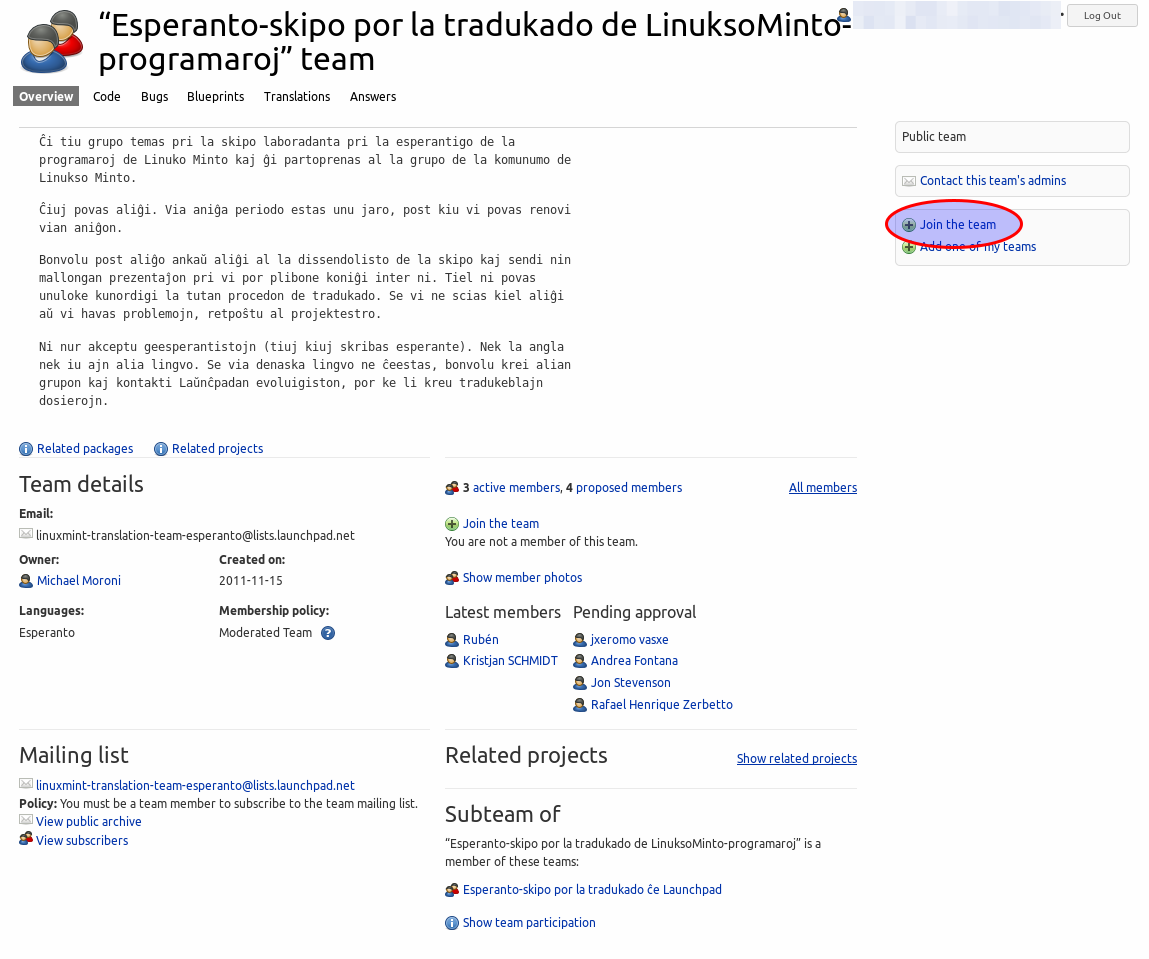 “Esperanto-skipo por la tradukado de LinuksoMinto-
programaroj” team
Log Out
Overview Code Bugs Blueprints Translations Answers
Ĉi tiu grupo temas pri la skipo laboradanta pri la esperantigo de la
programaroj de Linuko Minto kaj ĝi partoprenas al la grupo de la komunumo de
Linukso Minto.
Ĉiuj povas aliĝi. Via aniĝa periodo estas unu jaro, post kiu vi povas renovi
vian aniĝon.
Bonvolu post aliĝo ankaŭ aliĝi al la dissendolisto de la skipo kaj sendi nin
mallongan prezentaĵon pri vi por plibone koniĝi inter ni. Tiel ni povas
unuloke kunordigi la tutan procedon de tradukado. Se vi ne scias kiel aliĝi
aŭ vi havas problemojn, retpoŝtu al projektestro.
Ni nur akceptu geesperantistojn (tiuj kiuj skribas esperante). Nek la angla
nek iu ajn alia lingvo. Se via denaska lingvo ne ĉeestas, bonvolu krei alian
grupon kaj kontakti Laŭnĉpadan evoluigiston, por ke li kreu tradukeblajn
dosierojn.
Public team
Contact this team's admins
Join the team
Add one of my teams
Related packages Related projects
Team details
Email:
linuxmint-translation-team-esperanto@lists.launchpad.net
Owner: Created on:
Michael Moroni 2011-11-15
Languages: Membership policy:
Esperanto Moderated Team
3 active members, 4 proposed members All members
Join the team
You are not a member of this team.
Show member photos
Latest members Pending approval
Rubén jxeromo vasxe
Kristjan SCHMIDT Andrea Fontana
Jon Stevenson
Rafael Henrique Zerbetto
Mailing list
linuxmint-translation-team-esperanto@lists.launchpad.net
Policy: You must be a team member to subscribe to the team mailing list.
View public archive
View subscribers
Related projects Show related projects
Subteam of
“Esperanto-skipo por la tradukado de LinuksoMinto-programaroj” is a
member of these teams:
Esperanto-skipo por la tradukado ĉe Launchpad
Show team participation